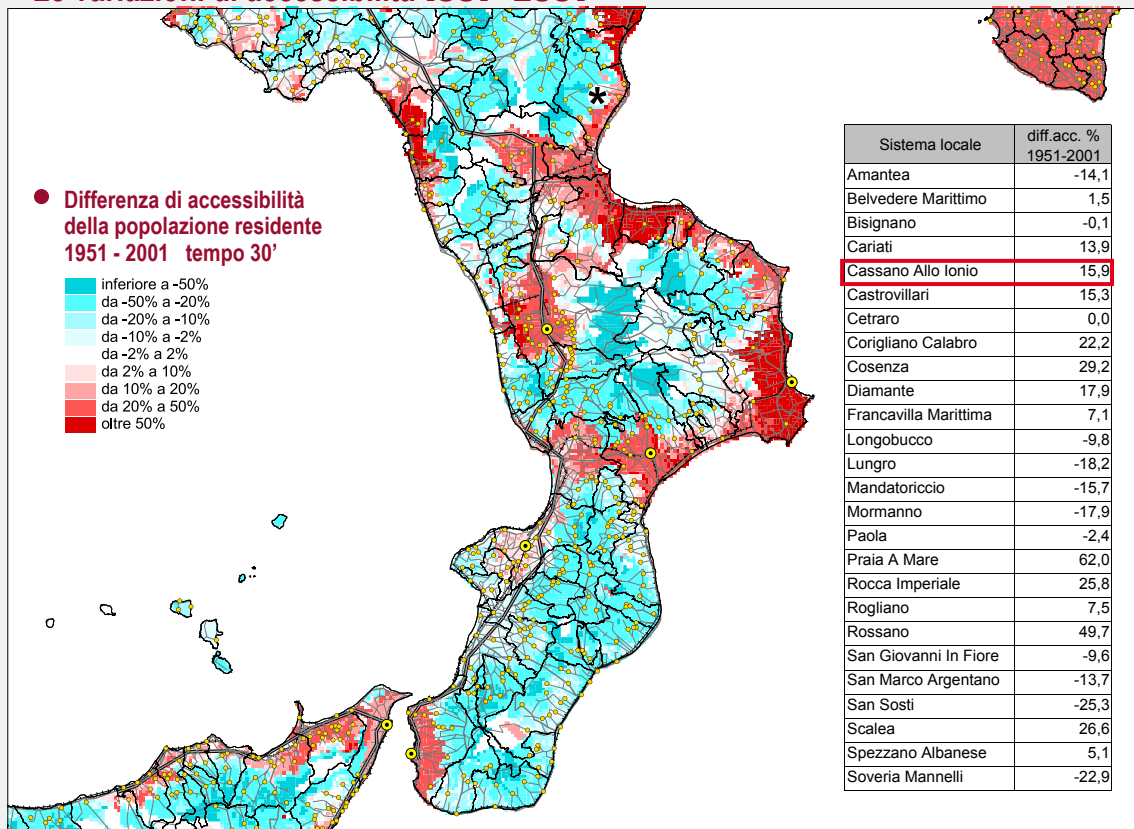 Le variazioni di accessibilità 1951 - 2001
*
Differenza di accessibilità
della popolazione residente
1951 - 2001 tempo 30’
inferiore a -50%
da -50% a -20%
da -20% a -10%
da -10% a -2%
da -2% a 2%
da 2% a 10%
da 10% a 20%
da 20% a 50%
oltre 50%
Sistema locale diff.acc. % 1951-2001
Amantea -14,1
Belvedere Marittimo 1,5
Bisignano -0,1
Cariati 13,9
Cassano Allo Ionio 15,9
Castrovillari 15,3
Cetraro 0,0
Corigliano Calabro 22,2
Cosenza 29,2
Diamante 17,9
Francavilla Marittima 7,1
Longobucco -9,8
Lungro -18,2
Mandatoriccio -15,7
Mormanno -17,9
Paola -2,4
Praia A Mare 62,0
Rocca Imperiale 25,8
Rogliano 7,5
Rossano 49,7
San Giovanni In Fiore -9,6
San Marco Argentano -13,7
San Sosti -25,3
Scalea 26,6
Spezzano Albanese 5,1
Soveria Mannelli -22,9